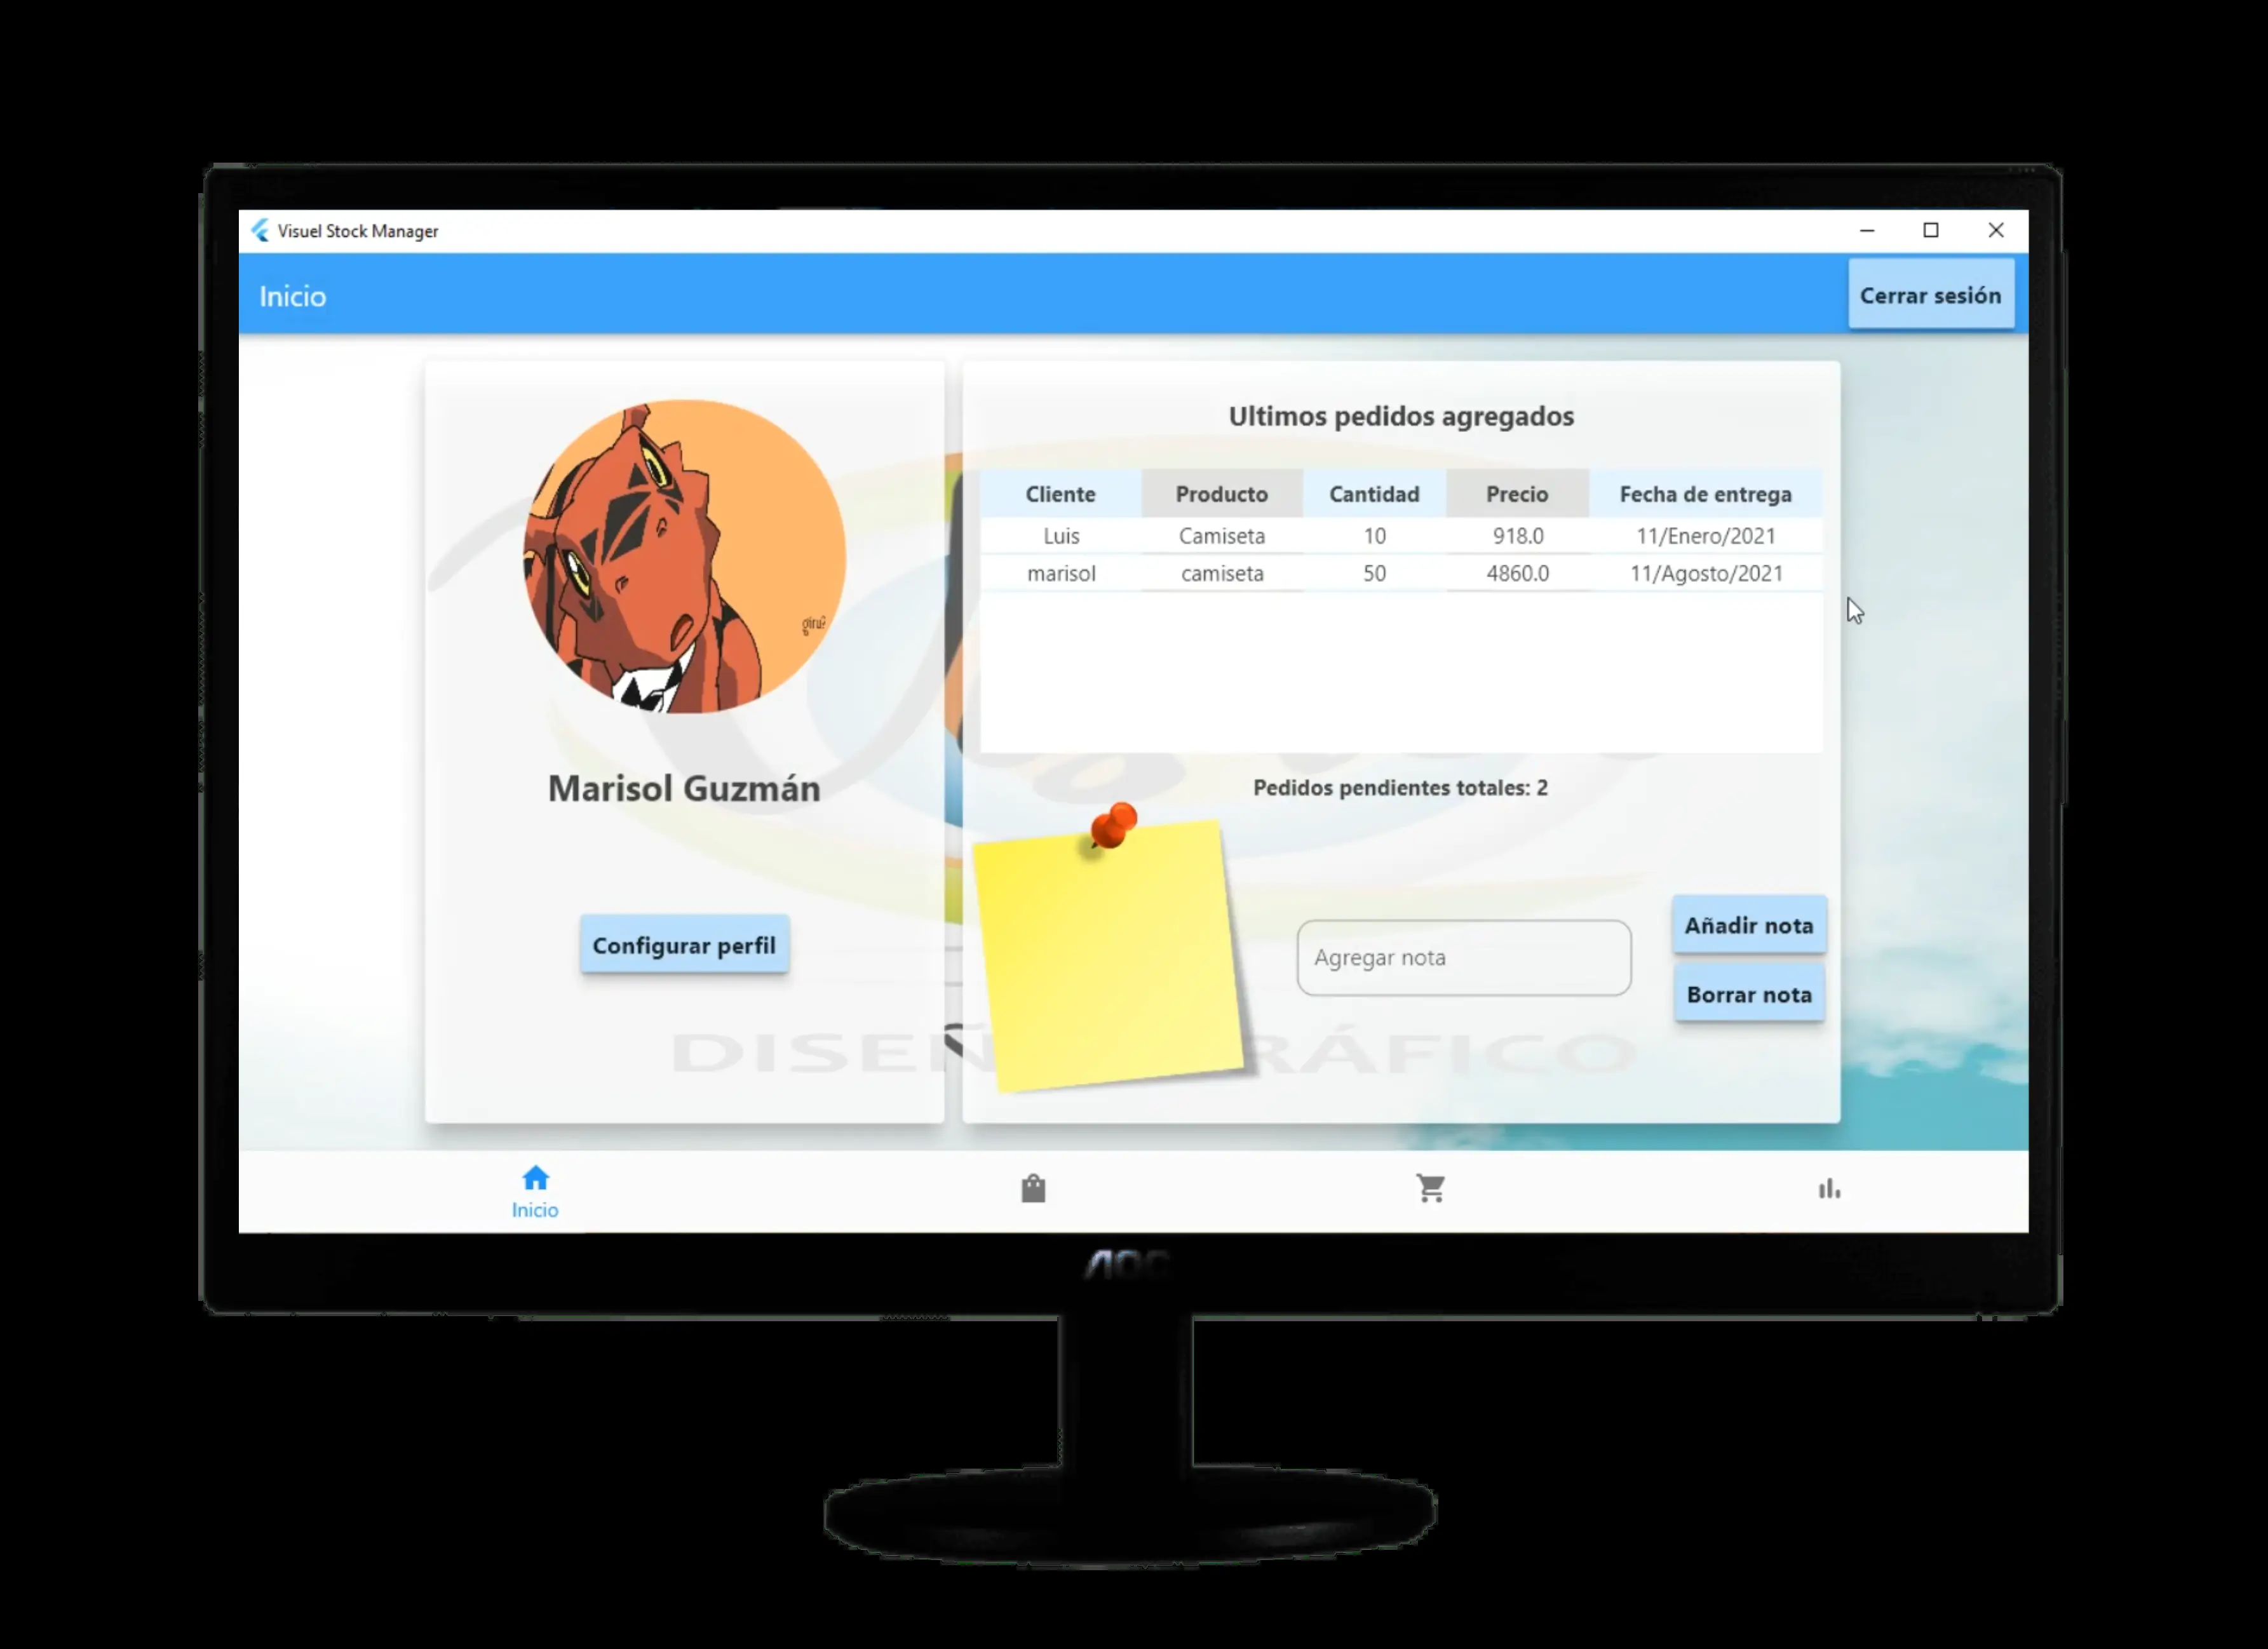 Visuel Stock Manager
Inicio
Cerrar sesión
giru?
Marisol Guzmán
Configurar perfil
Ultimos pedidos agregados
Cliente Producto Cantidad Precio Fecha de entrega
Luis Camiseta 10 918.0 11/Enero/2021
marisol camiseta 50 4860.0 11/Agosto/2021
Pedidos pendientes totales: 2
Agregar nota
Añadir nota
Borrar nota
DISEÑ RÁFICO
Inicio
AOC